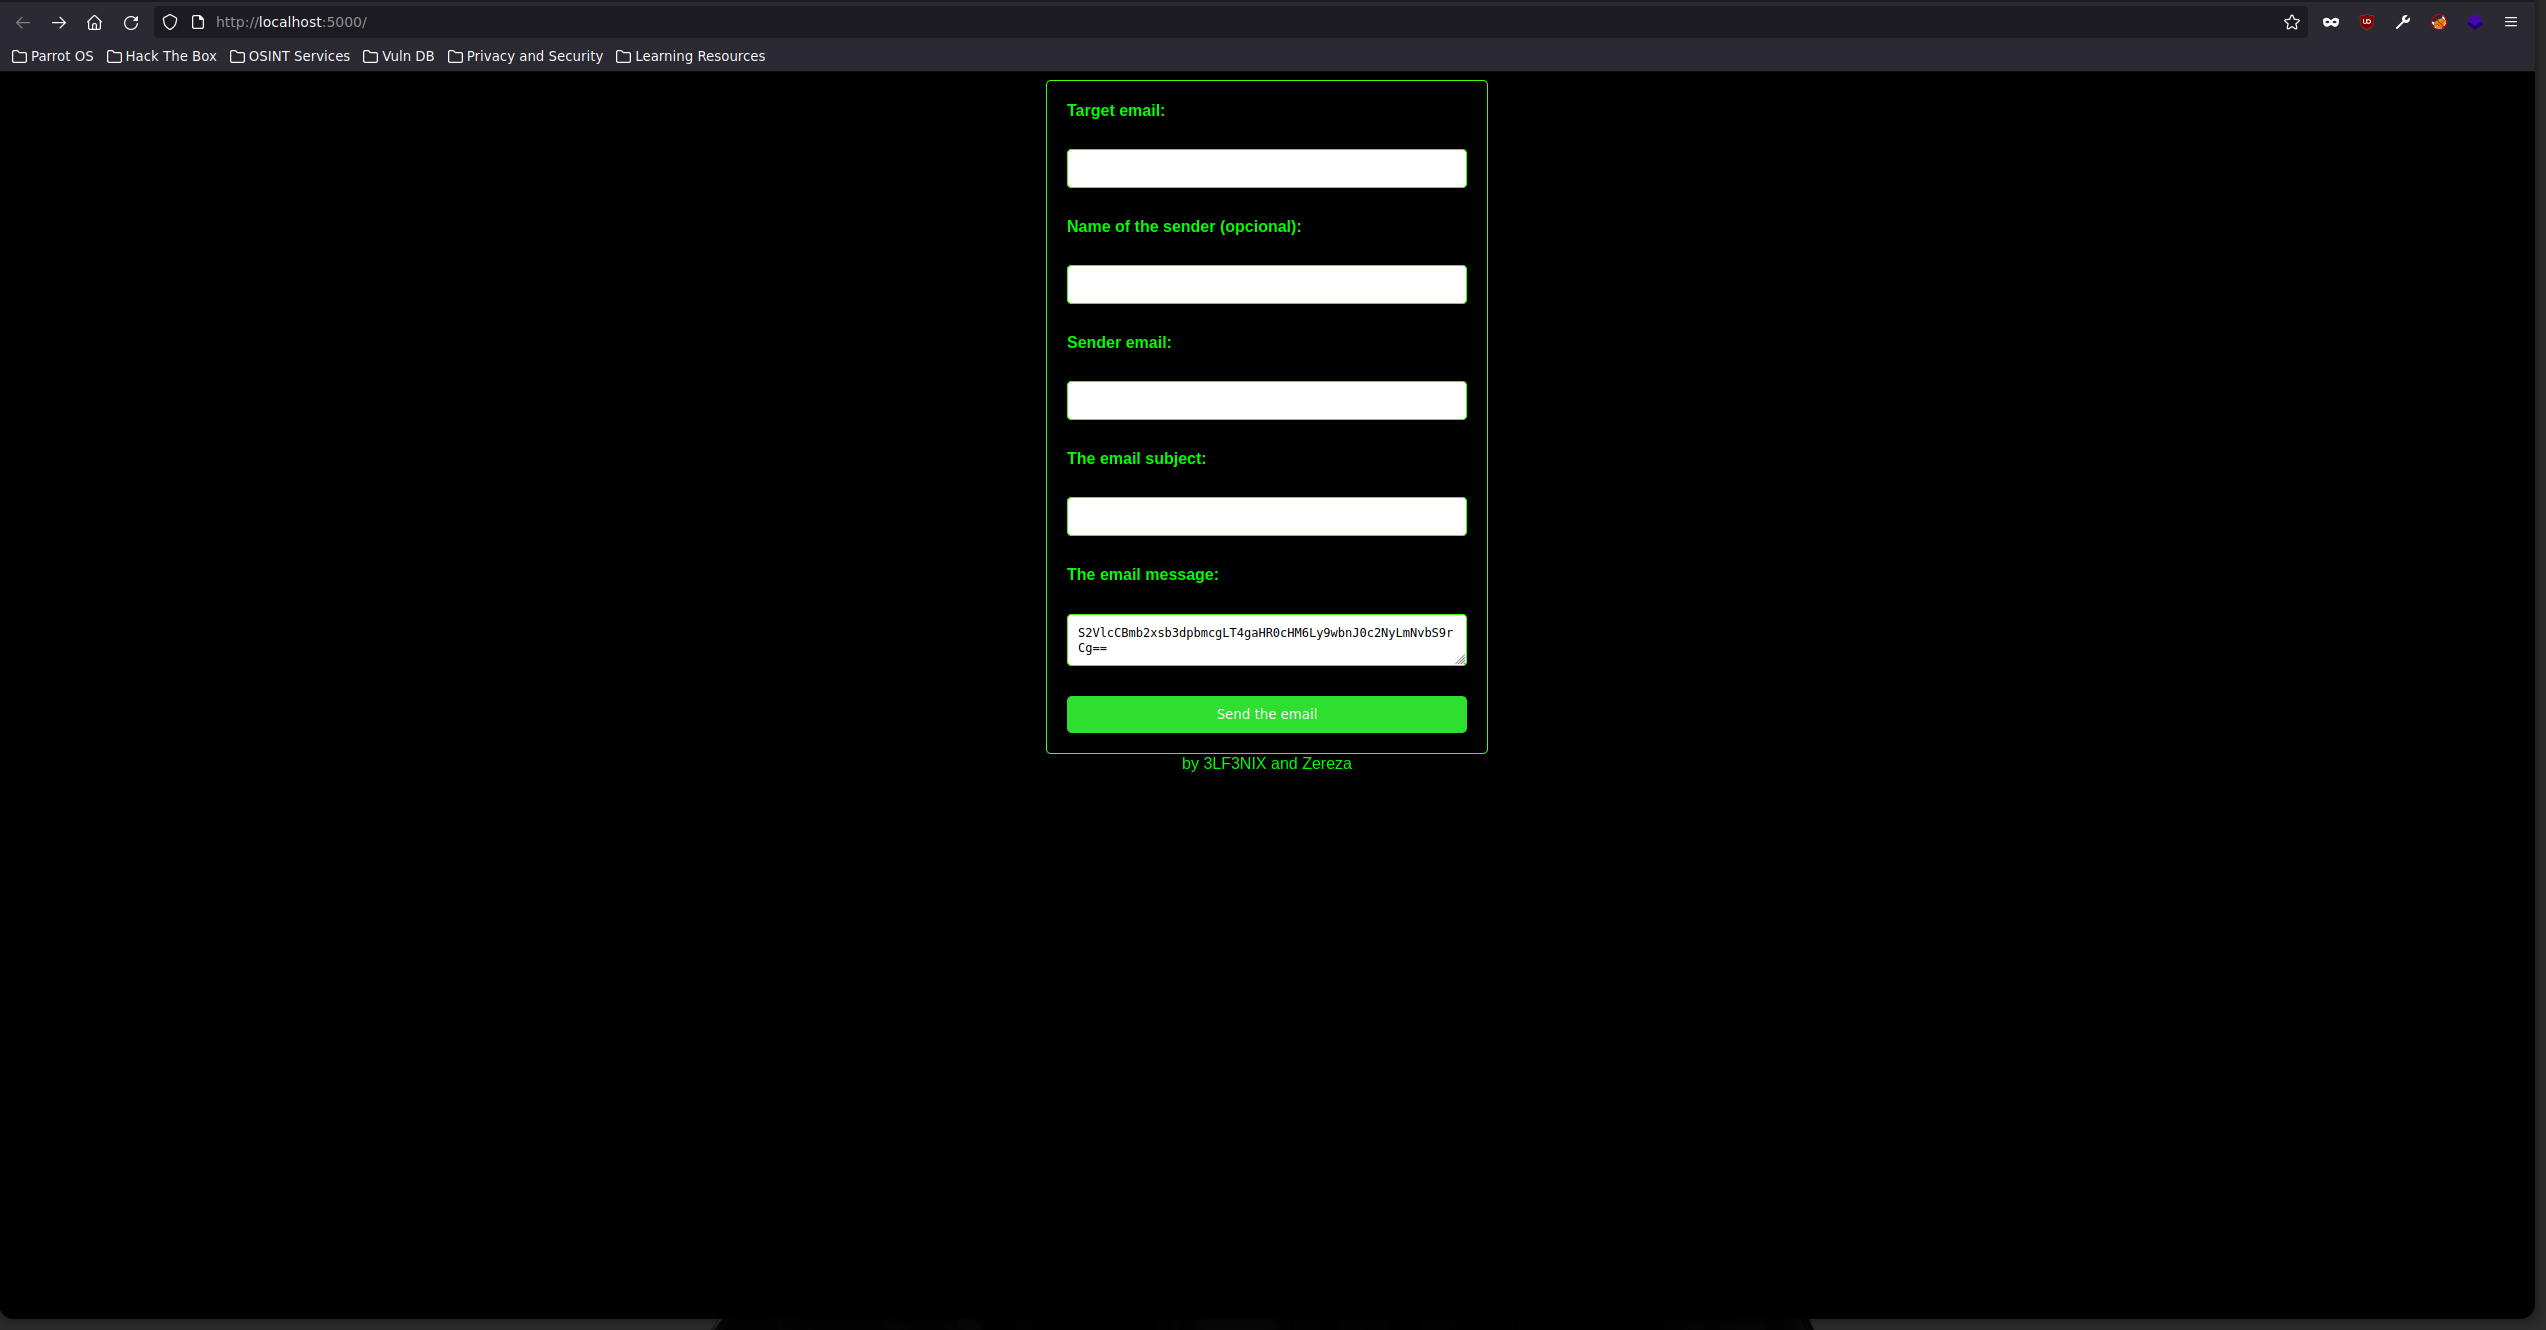 http://localhost:5000/
Parrot OS Hack The Box OSINT Services Vuln DB Privacy and Security Learning Resources
Target email:
Name of the sender (opcional):
Sender email:
The email subject:
The email message:
S2VlcCBmb2xsb3dpbmcgLT4gaHR0cHM6Ly9wbnJ0c2NyLmNvbS9r
Cg==
Send the email
by 3LF3NIX and Zereza